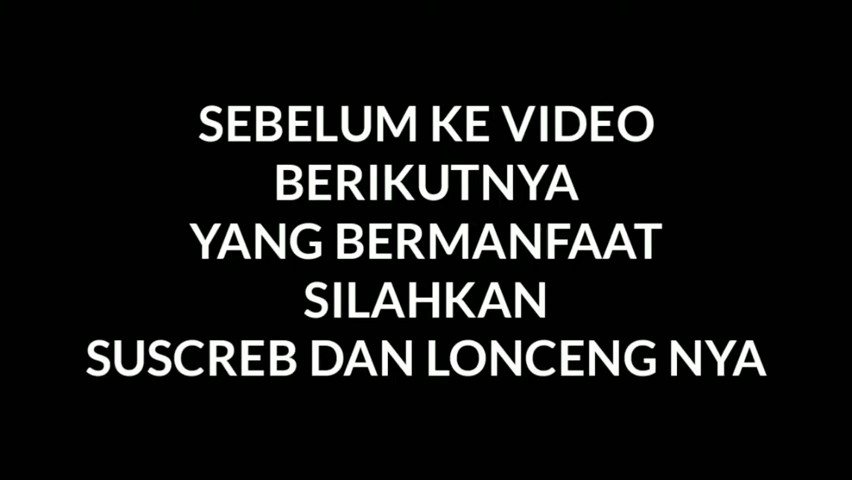 SEBELUM KE VIDEO
BERIKUTNYA
YANG BERMANFAAT
SILAHKAN
SUSCREB DAN LONCENG NYA